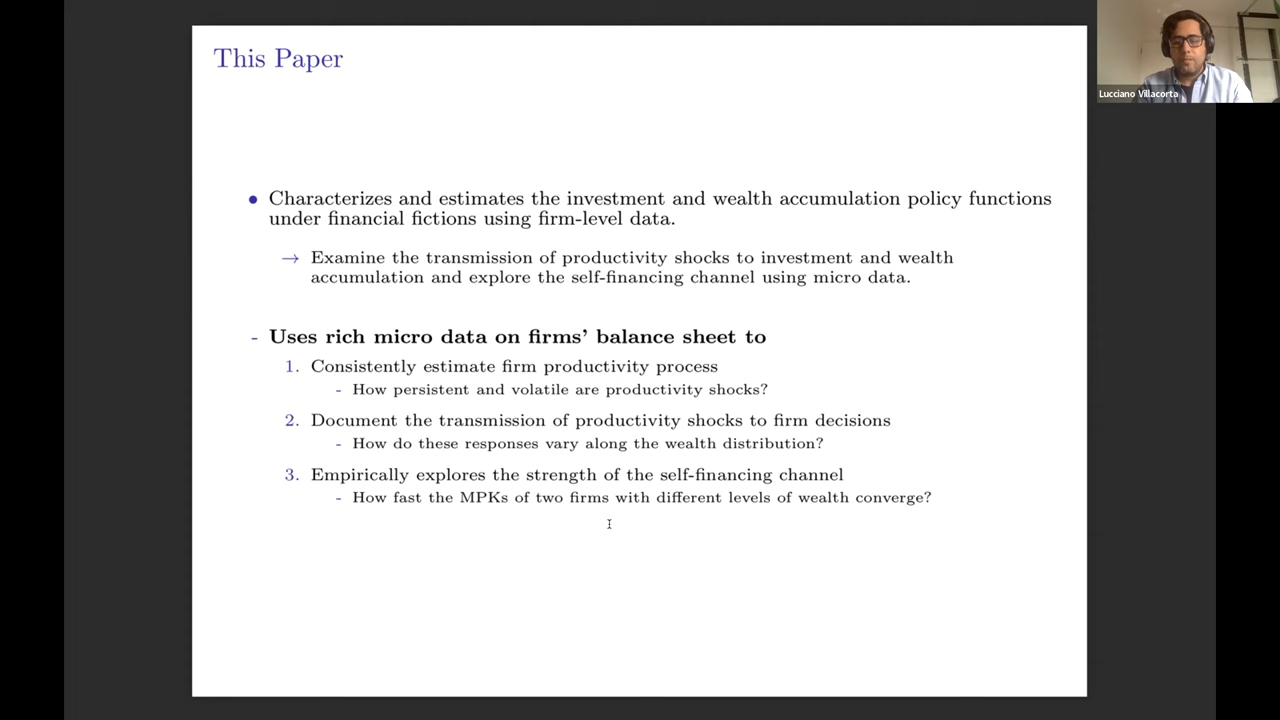 This Paper
Lucciano Villacorta
• Characterizes and estimates the investment and wealth accumulation policy functions
under financial fictions using firm-level data.
→ Examine the transmission of productivity shocks to investment and wealth
accumulation and explore the self-financing channel using micro data.
- Uses rich micro data on firms' balance sheet to
1. Consistently estimate firm productivity process
- How persistent and volatile are productivity shocks?
2. Document the transmission of productivity shocks to firm decisions
- How do these responses vary along the wealth distribution?
3. Empirically explores the strength of the self-financing channel
- How fast the MPKs of two firms with different levels of wealth converge?